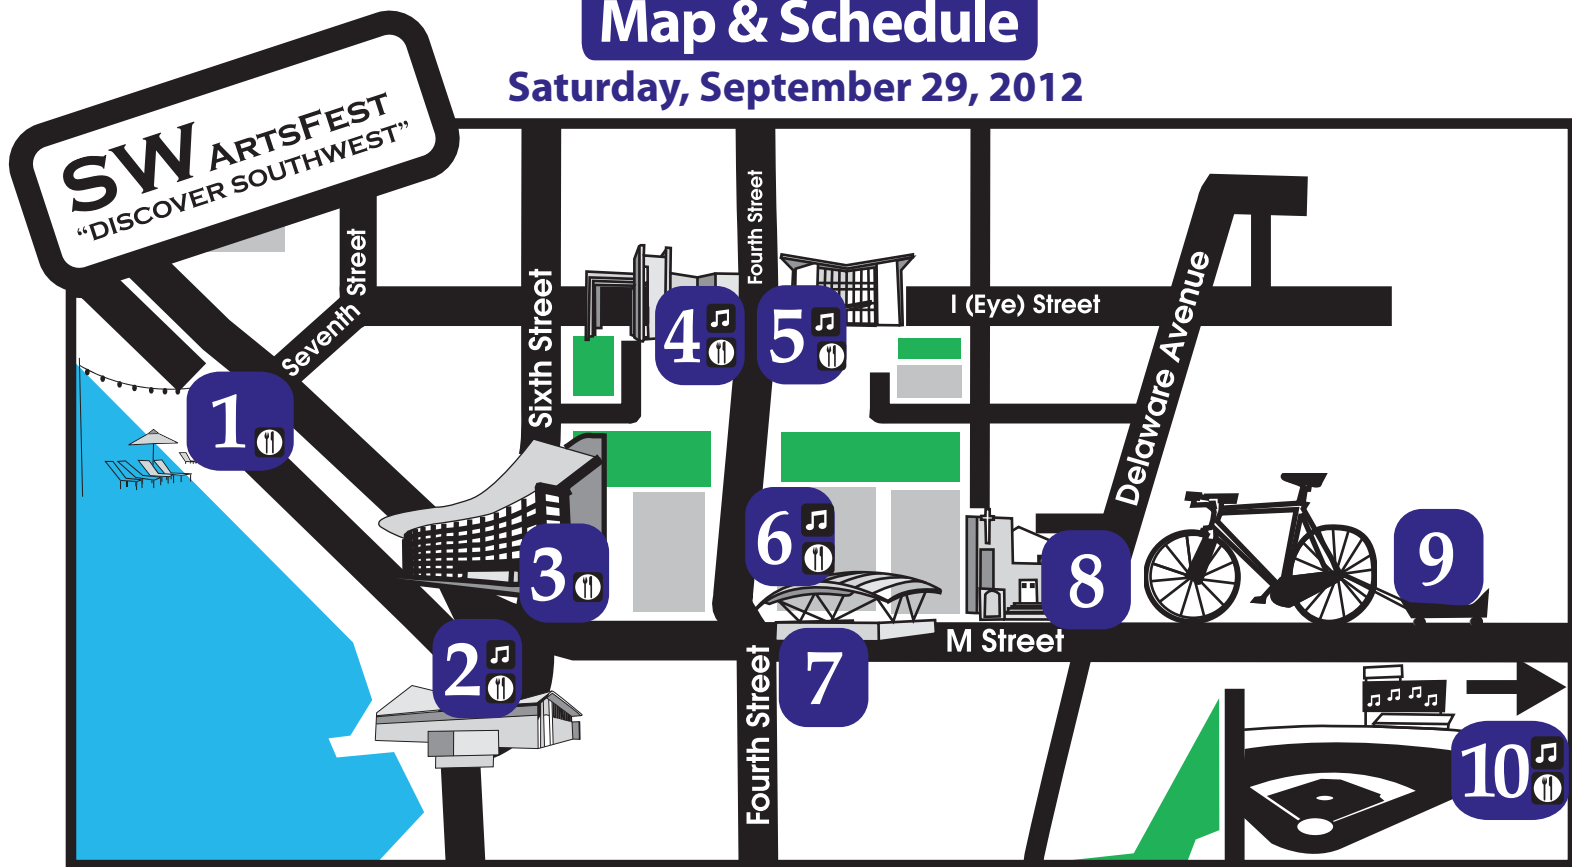 Map & Schedule
Saturday, September 29, 2012
SW ARTSFEST
“DISCOVER SOUTHWEST”
Seventh Street
Sixth Street
Fourth Street
I (Eye) Street
Delaware Avenue
4
5
1
6
3
8
9
M Street
2
7
Fourth Street
10